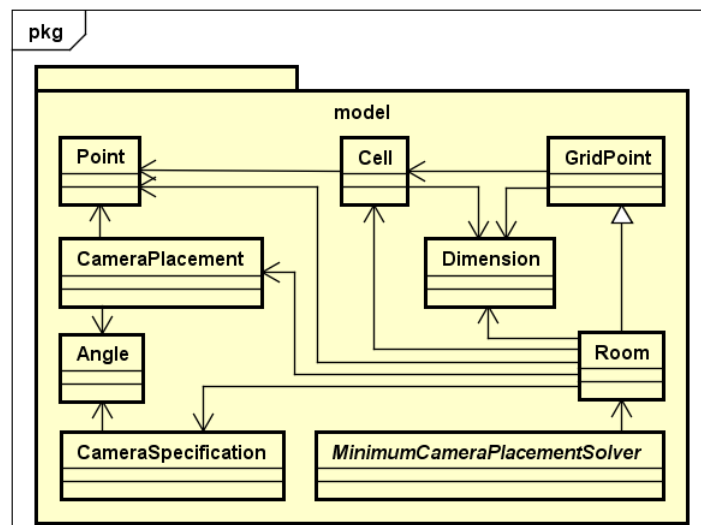 pkg
model
Point
Cell
GridPoint
CameraPlacement
Dimension
Angle
Room
CameraSpecification
MinimumCameraPlacementSolver